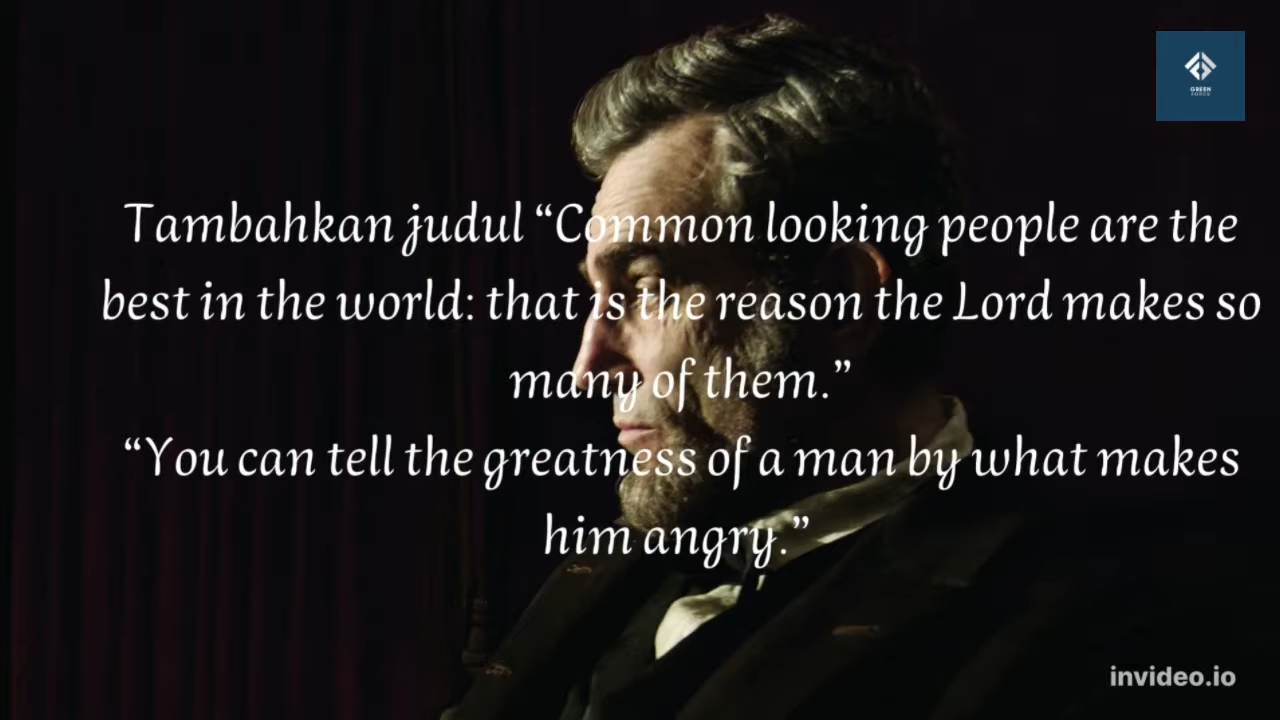 GREEN
Tambahkan judul “Common looking people are the
best in the world: that is the reason the Lord makes so
many of them.”
“You can tell the greatness of a man by what makes
him angry.”
invideo.io